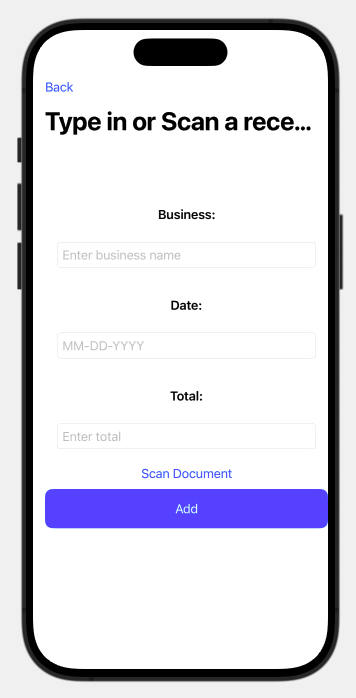 Back
Type in or Scan a rece...
Business:
Enter business name
Date:
MM-DD-YYYY
Total:
Enter total
Scan Document
Add